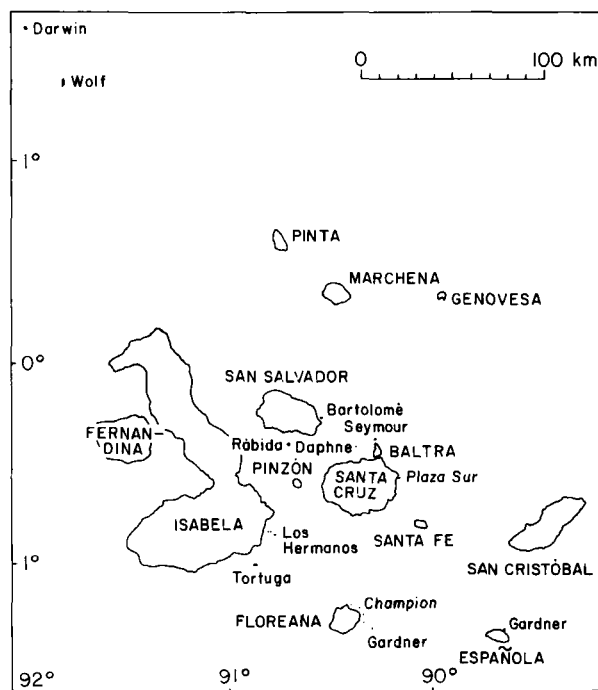 Darwin
Wolf
0 100 km
1°
PINTA
MARCHENA
GENOVESA
0°
SAN SALVADOR
Bartolomè
Seymour
FERNAN-
DINA
Ràbida
Daphne
BALTRA
PINZÓN
SANTA
CRUZ
Plaza Sur
ISABELA
Los
Hermanos
SANTA FE
SAN CRISTÓBAL
1°
Tortuga
Champion
FLOREANA
Gardner
Gardner
ESPAÑOLA
92° 91° 90°